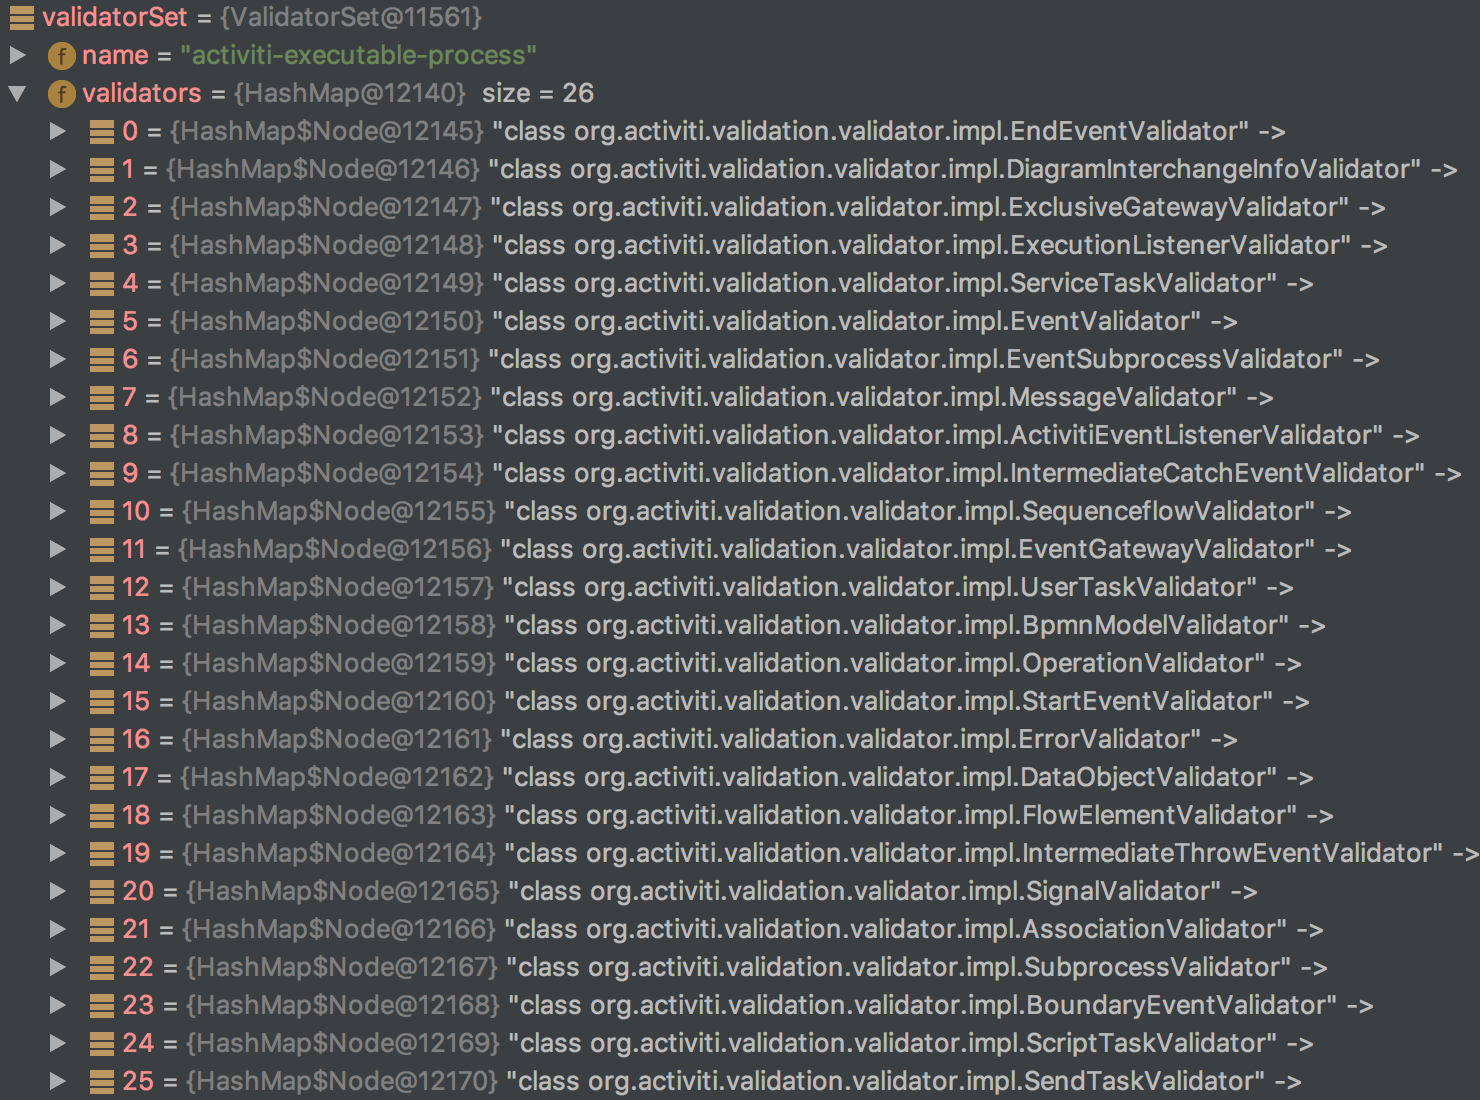 validatorSet = {ValidatorSet@11561}
f name = "activiti-executable-process"
f validators = {HashMap@12140} size = 26
0 = {HashMap$Node@12145} "class org.activiti.validation.validator.impl.EndEventValidator" ->
1 = {HashMap$Node@12146} "class org.activiti.validation.validator.impl.DiagramInterchangeInfoValidator" ->
2 = {HashMap$Node@12147} "class org.activiti.validation.validator.impl.ExclusiveGatewayValidator" ->
3 = {HashMap$Node@12148} "class org.activiti.validation.validator.impl.ExecutionListenerValidator" ->
4 = {HashMap$Node@12149} "class org.activiti.validation.validator.impl.ServiceTaskValidator" ->
5 = {HashMap$Node@12150} "class org.activiti.validation.validator.impl.EventValidator" ->
6 = {HashMap$Node@12151} "class org.activiti.validation.validator.impl.EventSubprocessValidator" ->
7 = {HashMap$Node@12152} "class org.activiti.validation.validator.impl.MessageValidator" ->
8 = {HashMap$Node@12153} "class org.activiti.validation.validator.impl.ActivitiEventListenerValidator" ->
9 = {HashMap$Node@12154} "class org.activiti.validation.validator.impl.IntermediateCatchEventValidator" ->
10 = {HashMap$Node@12155} "class org.activiti.validation.validator.impl.SequenceflowValidator" ->
11 = {HashMap$Node@12156} "class org.activiti.validation.validator.impl.EventGatewayValidator" ->
12 = {HashMap$Node@12157} "class org.activiti.validation.validator.impl.UserTaskValidator" ->
13 = {HashMap$Node@12158} "class org.activiti.validation.validator.impl.BpmnModelValidator" ->
14 = {HashMap$Node@12159} "class org.activiti.validation.validator.impl.OperationValidator" ->
15 = {HashMap$Node@12160} "class org.activiti.validation.validator.impl.StartEventValidator" ->
16 = {HashMap$Node@12161} "class org.activiti.validation.validator.impl.ErrorValidator" ->
17 = {HashMap$Node@12162} "class org.activiti.validation.validator.impl.DataObjectValidator" ->
18 = {HashMap$Node@12163} "class org.activiti.validation.validator.impl.FlowElementValidator" ->
19 = {HashMap$Node@12164} "class org.activiti.validation.validator.impl.IntermediateThrowEventValidator" ->
20 = {HashMap$Node@12165} "class org.activiti.validation.validator.impl.SignalValidator" ->
21 = {HashMap$Node@12166} "class org.activiti.validation.validator.impl.AssociationValidator" ->
22 = {HashMap$Node@12167} "class org.activiti.validation.validator.impl.SubprocessValidator" ->
23 = {HashMap$Node@12168} "class org.activiti.validation.validator.impl.BoundaryEventValidator" ->
24 = {HashMap$Node@12169} "class org.activiti.validation.validator.impl.ScriptTaskValidator" ->
25 = {HashMap$Node@12170} "class org.activiti.validation.validator.impl.SendTaskValidator" ->